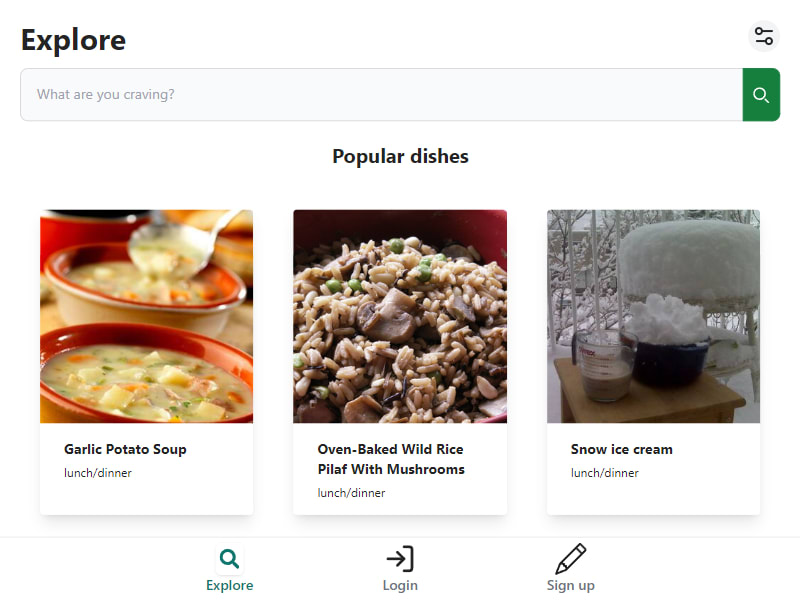 Explore
What are you craving?
Popular dishes
Garlic Potato Soup
lunch/dinner
Oven-Baked Wild Rice
Pilaf With Mushrooms
lunch/dinner
Snow ice cream
lunch/dinner
Explore
Login
Sign up